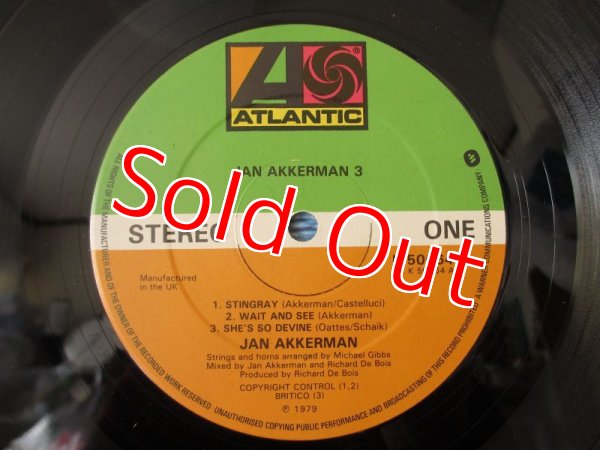 ATLANTIC
JAN AKKERMAN 3
Sold Out
STEREO
ONE
Manufactured
in the UK
1. STINGRAY (Akkerman/Castelluci)
2. WAIT AND SEE (Akkerman)
3. SHE'S SO DEVINE (Oattes/Schaik)
JAN AKKERMAN
Strings and horns arranged by Michael Gibbs
Mixed by Jan Akkerman and Richard De Bois
Produced by Richard De Bois
COPYRIGHT CONTROL (1,2)
BRITICO (3)
℗ 1979
ALL RIGHTS OF THE MANUFACTURER AND OF THE OWNER OF THE RECORDED WORK RESERVED UNAUTHORISED COPYING PUBLIC PERFORMANCE AND BROADCASTING OF THIS RECORD PROHIBITED A WARNER COMMUNICATIONS COMPANY